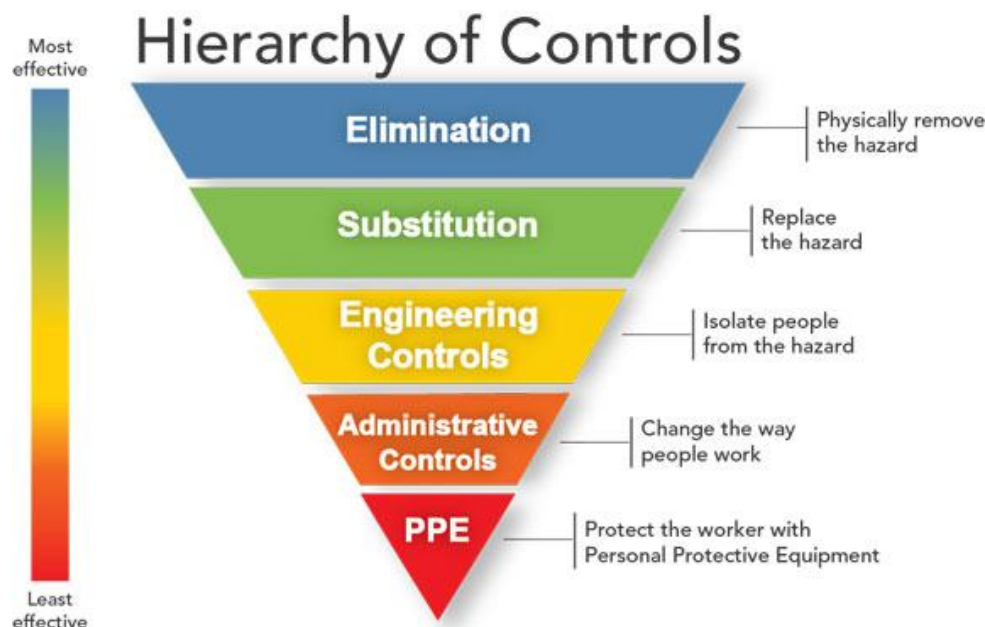 Hierarchy of Controls
Most
effective
Elimination
Physically remove
the hazard
Substitution
Replace
the hazard
Engineering
Controls
Isolate people
from the hazard
Administrative
Controls
Change the way
people work
PPE
Protect the worker with
Personal Protective Equipment
Least
effective